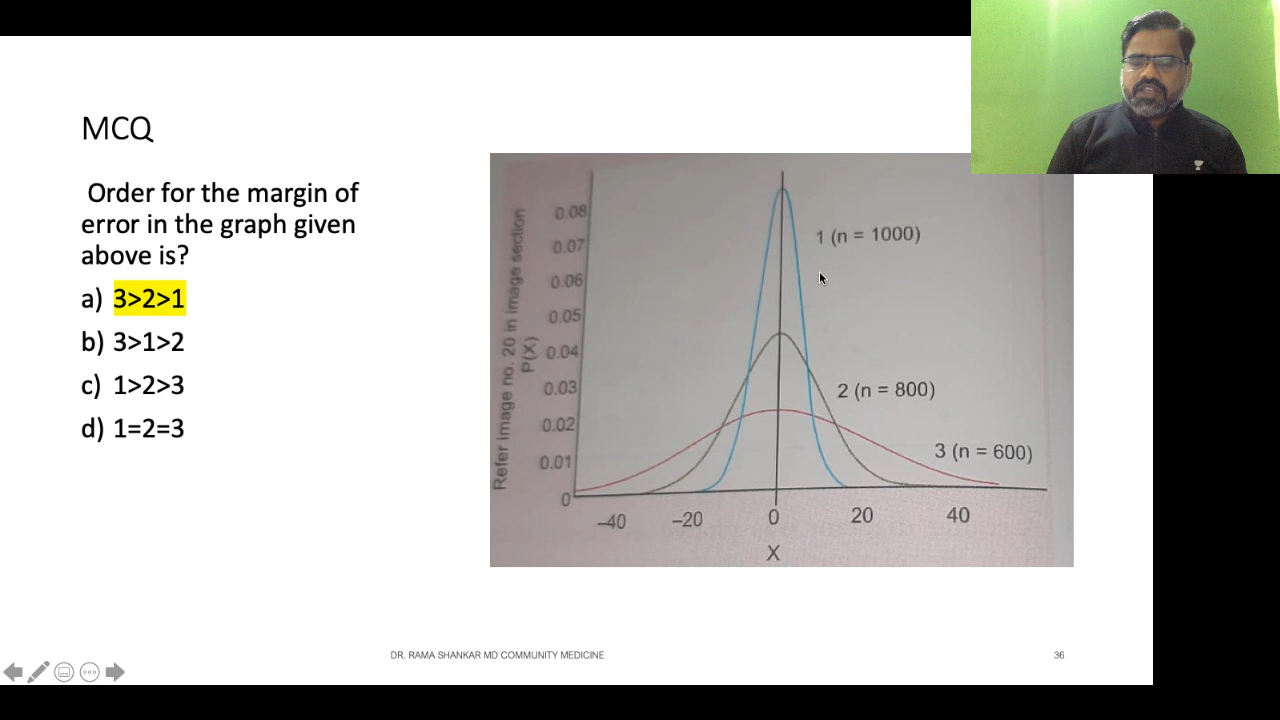 MCQ
Order for the margin of
error in the graph given
above is?
a) 3>2>1
b) 3>1>2
c) 1>2>3
d) 1=2=3
Refer image no. 20 in image section
P(X)
0.08
0.07
0.06
0.05
0.04
0.03
0.02
0.01
0
1 (n = 1000)
2 (n = 800)
3 (n = 600)
–40
–20
0
20
40
X
DR. RAMA SHANKAR MD COMMUNITY MEDICINE
36